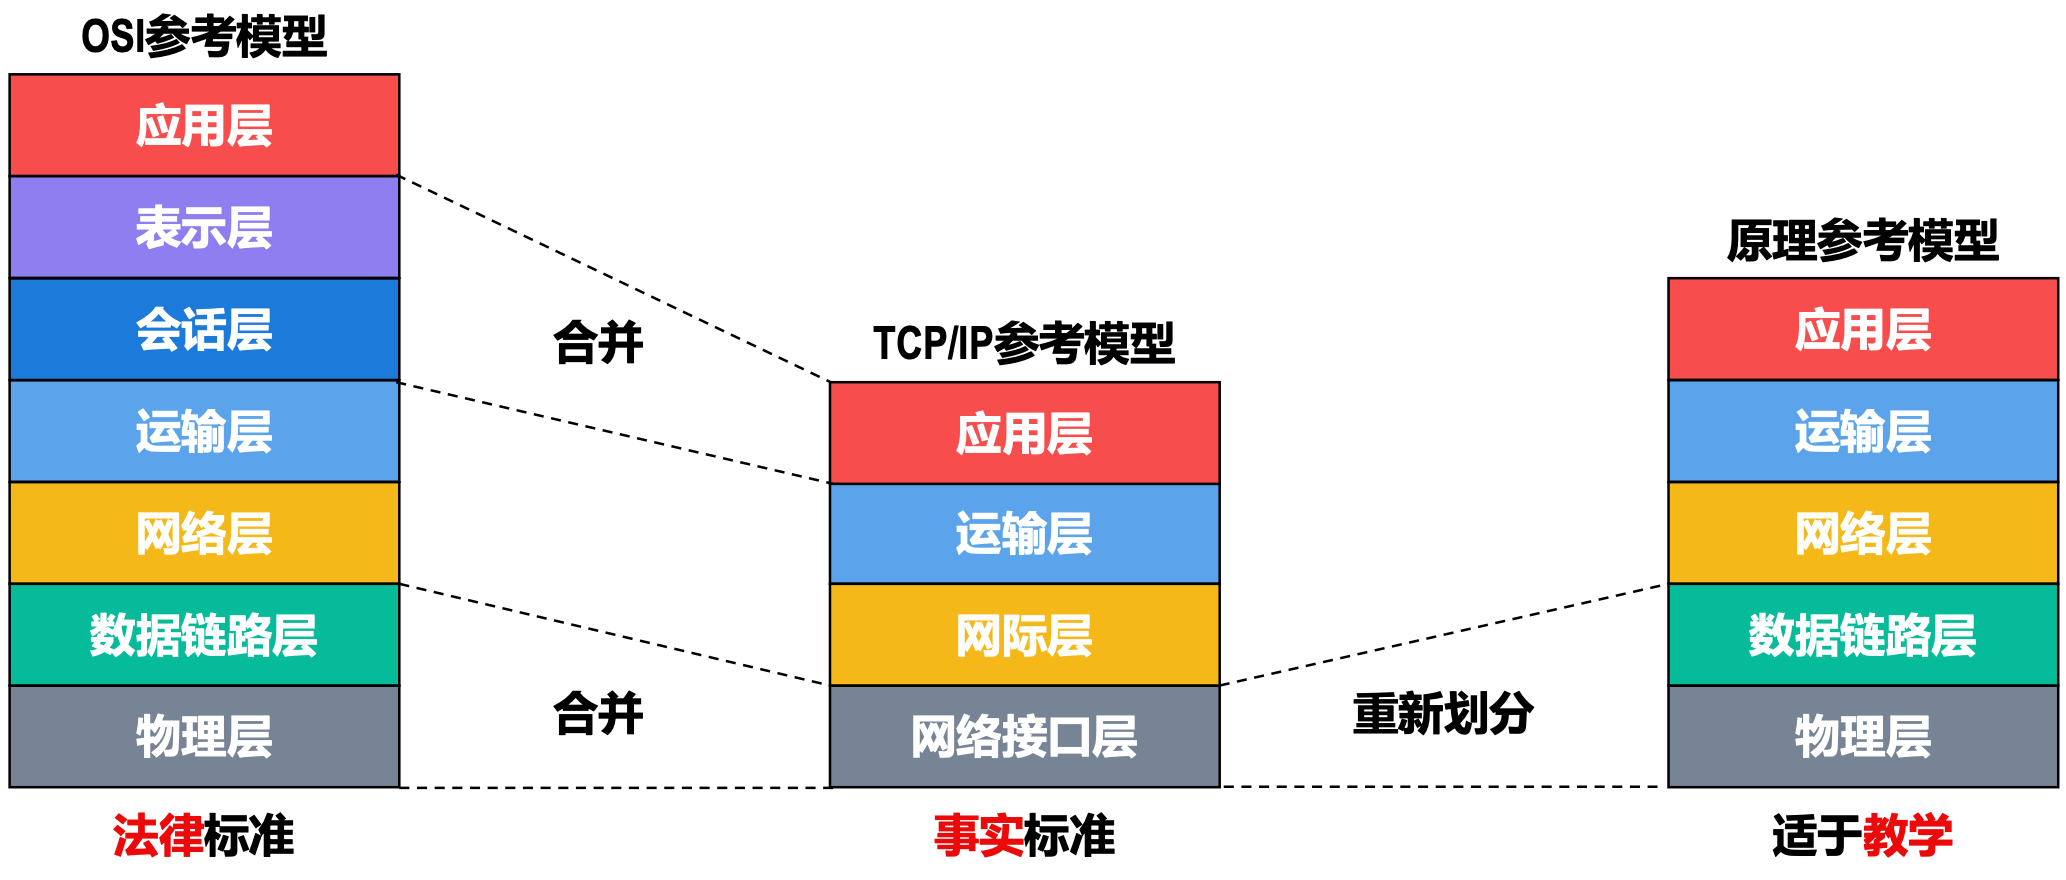 OSI参考模型
应用层
表示层
会话层
运输层
网络层
数据链路层
物理层
法律标准
合并
合并
TCP/IP参考模型
应用层
运输层
网际层
网络接口层
事实标准
重新划分
原理参考模型
应用层
运输层
网络层
数据链路层
物理层
适于教学